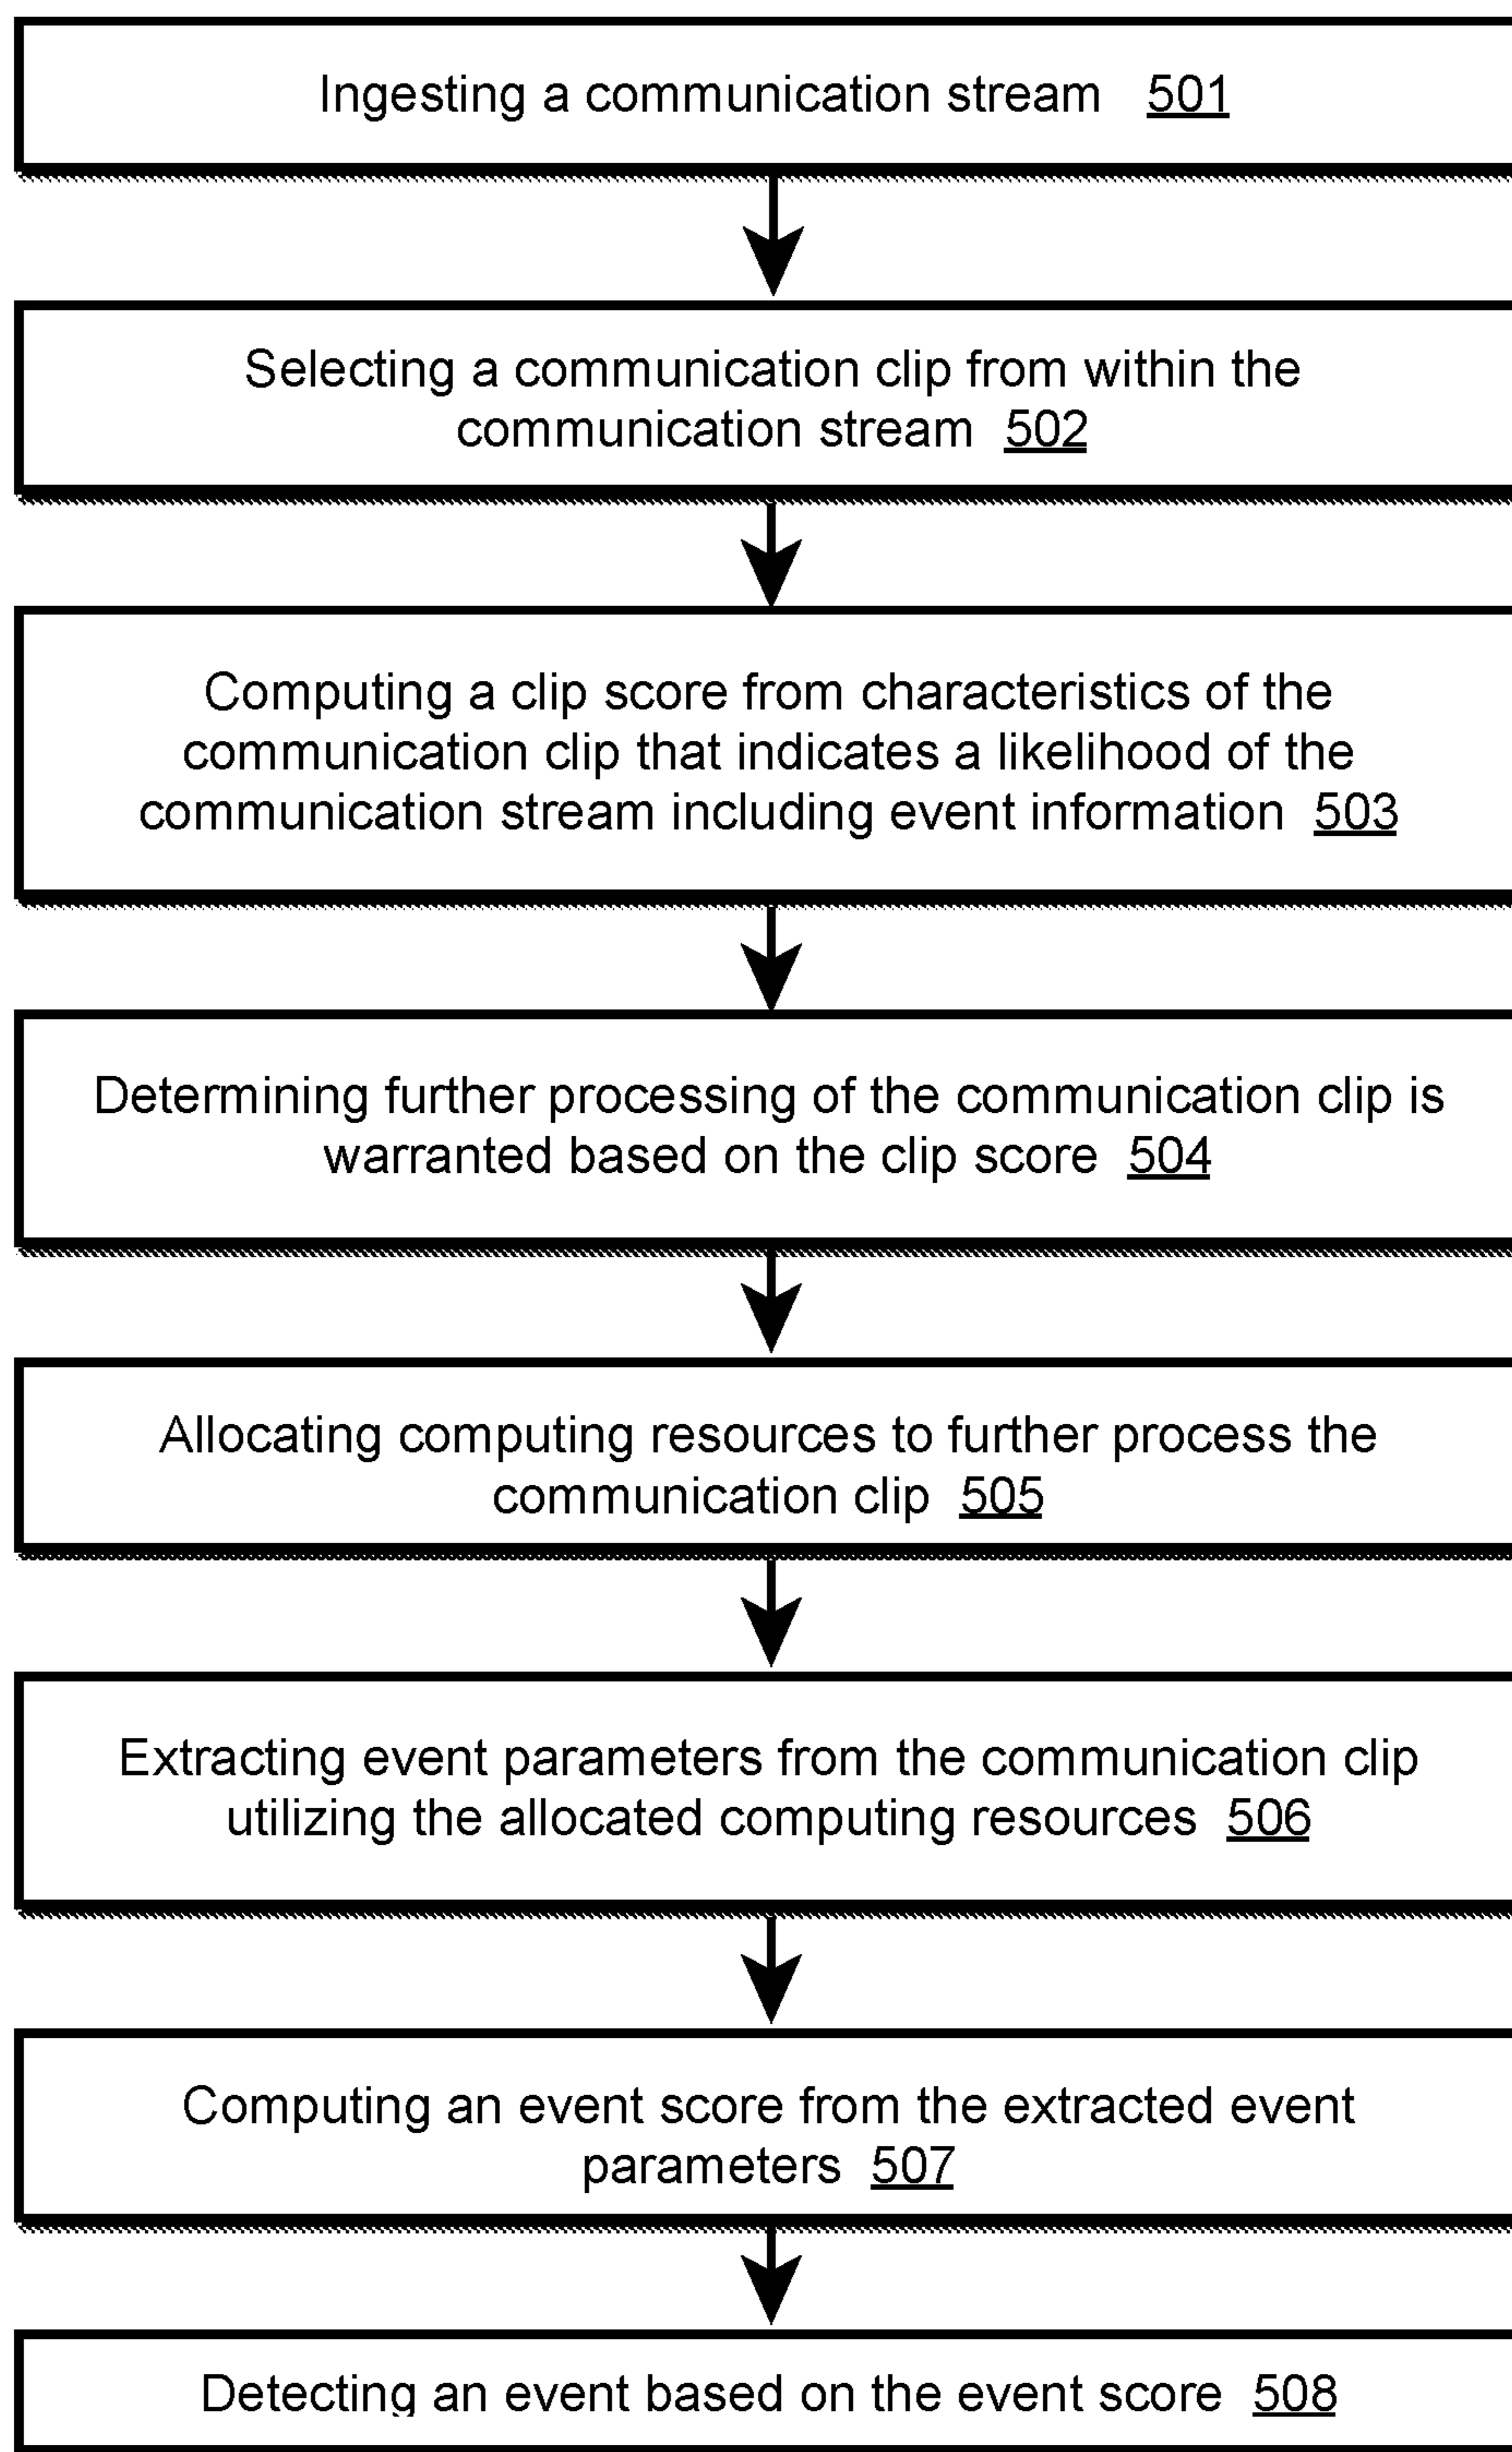 Ingesting a communication stream 501
Selecting a communication clip from within the
communication stream 502
Computing a clip score from characteristics of the
communication clip that indicates a likelihood of the
communication stream including event information 503
Determining further processing of the communication clip is
warranted based on the clip score 504
Allocating computing resources to further process the
communication clip 505
Extracting event parameters from the communication clip
utilizing the allocated computing resources 506
Computing an event score from the extracted event
parameters 507
Detecting an event based on the event score 508